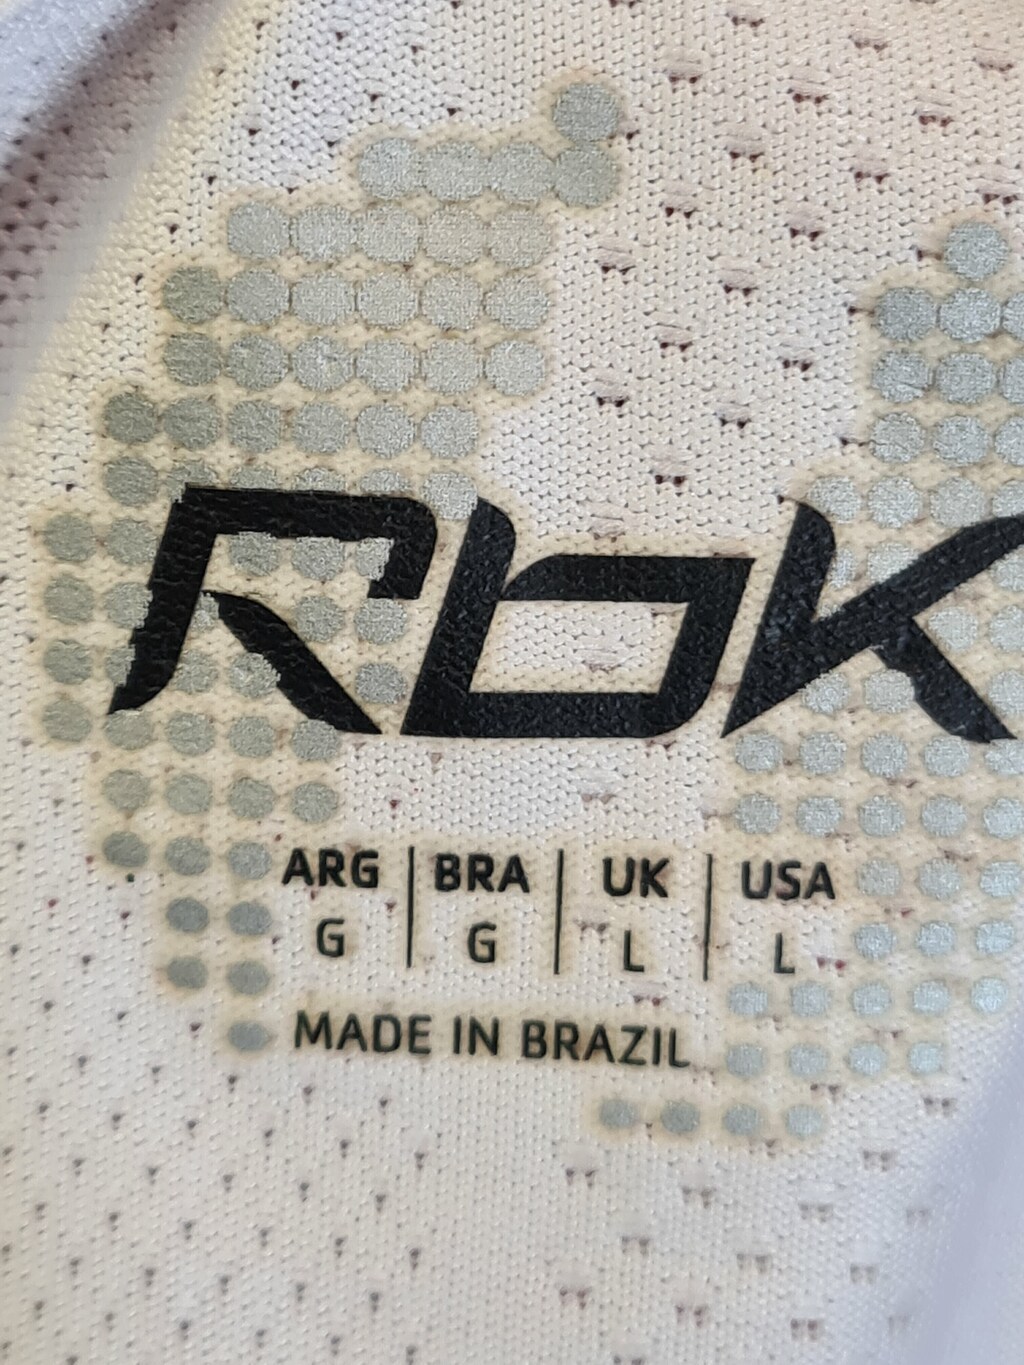 RbK
ARG | BRA | UK | USA
G | G | L | L
MADE IN BRAZIL